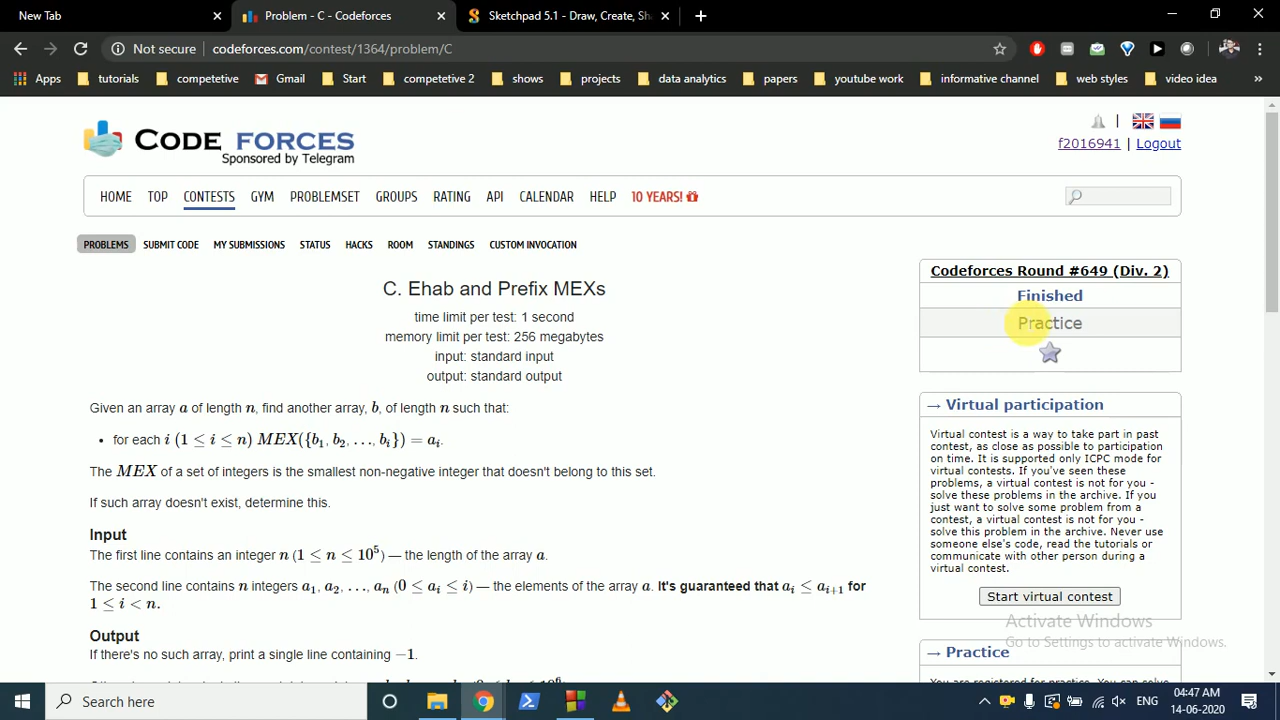 New Tab
Problem - C - Codeforces
Sketchpad 5.1 - Draw, Create, Sh
Not secure | codeforces.com/contest/1364/problem/C
Apps tutorials competetive Gmail Start competetive 2 shows projects data analytics papers youtube work informative channel web styles video idea »
CODE FORCES
Sponsored by Telegram
f2016941 | Logout
HOME TOP CONTESTS GYM PROBLEMSET GROUPS RATING API CALENDAR HELP 10 YEARS!
PROBLEMS SUBMIT CODE MY SUBMISSIONS STATUS HACKS ROOM STANDINGS CUSTOM INVOCATION
C. Ehab and Prefix MEXs
time limit per test: 1 second
memory limit per test: 256 megabytes
input: standard input
output: standard output
Given an array a of length n, find another array, b, of length n such that:
• for each i (1 ≤ i ≤ n) MEX({b1, b2, …, bi}) = ai.
The MEX of a set of integers is the smallest non-negative integer that doesn't belong to this set.
If such array doesn't exist, determine this.
Input
The first line contains an integer n (1 ≤ n ≤ 10^5) — the length of the array a.
The second line contains n integers a1, a2, …, an (0 ≤ ai ≤ i) — the elements of the array a. It's guaranteed that ai ≤ ai+1 for
1 ≤ i < n.
Output
If there's no such array, print a single line containing −1.
Codeforces Round #649 (Div. 2)
Finished
Practice
→ Virtual participation
Virtual contest is a way to take part in past
contest, as close as possible to participation
on time. It is supported only ICPC mode for
virtual contests. If you've seen these
problems, a virtual contest is not for you -
solve these problems in the archive. If you
just want to solve some problem from a
contest, a virtual contest is not for you -
solve this problem in the archive. Never use
someone else's code, read the tutorials or
communicate with other person during a
virtual contest.
Start virtual contest
Activate Windows
Go to Settings to activate Windows.
→ Practice
You are registered for practice. You can solve
Search here
ENG
04:47 AM
14-06-2020